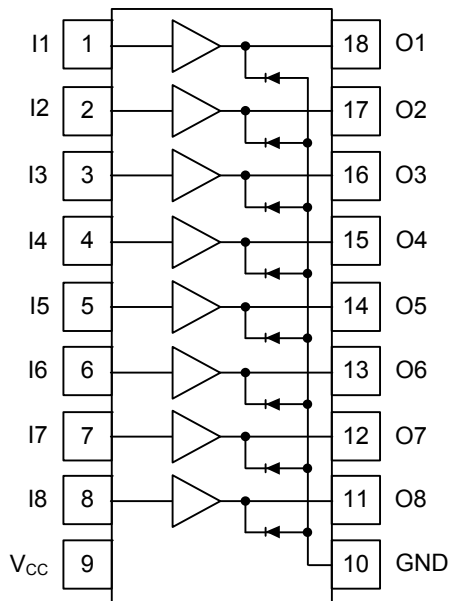 I1 1 18 O1
I2 2 17 O2
I3 3 16 O3
I4 4 15 O4
I5 5 14 O5
I6 6 13 O6
I7 7 12 O7
I8 8 11 O8
VCC 9 10 GND